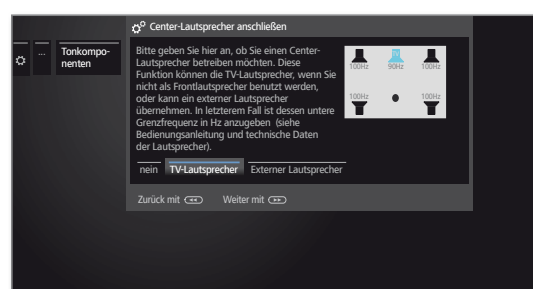 Center-Lautsprecher anschließen
...
Tonkompo-
nenten
Bitte geben Sie hier an, ob Sie einen Center-
Lautsprecher betreiben möchten. Diese
Funktion können die TV-Lautsprecher, wenn Sie
nicht als Frontlautsprecher benutzt werden,
oder kann ein externer Lautsprecher
übernehmen. In letzterem Fall ist dessen untere
Grenzfrequenz in Hz anzugeben (siehe
Bedienungsanleitung und technische Daten
der Lautsprecher).
100Hz 90Hz 100Hz
100Hz 100Hz
nein TV-Lautsprecher Externer Lautsprecher
Zurück mit Weiter mit